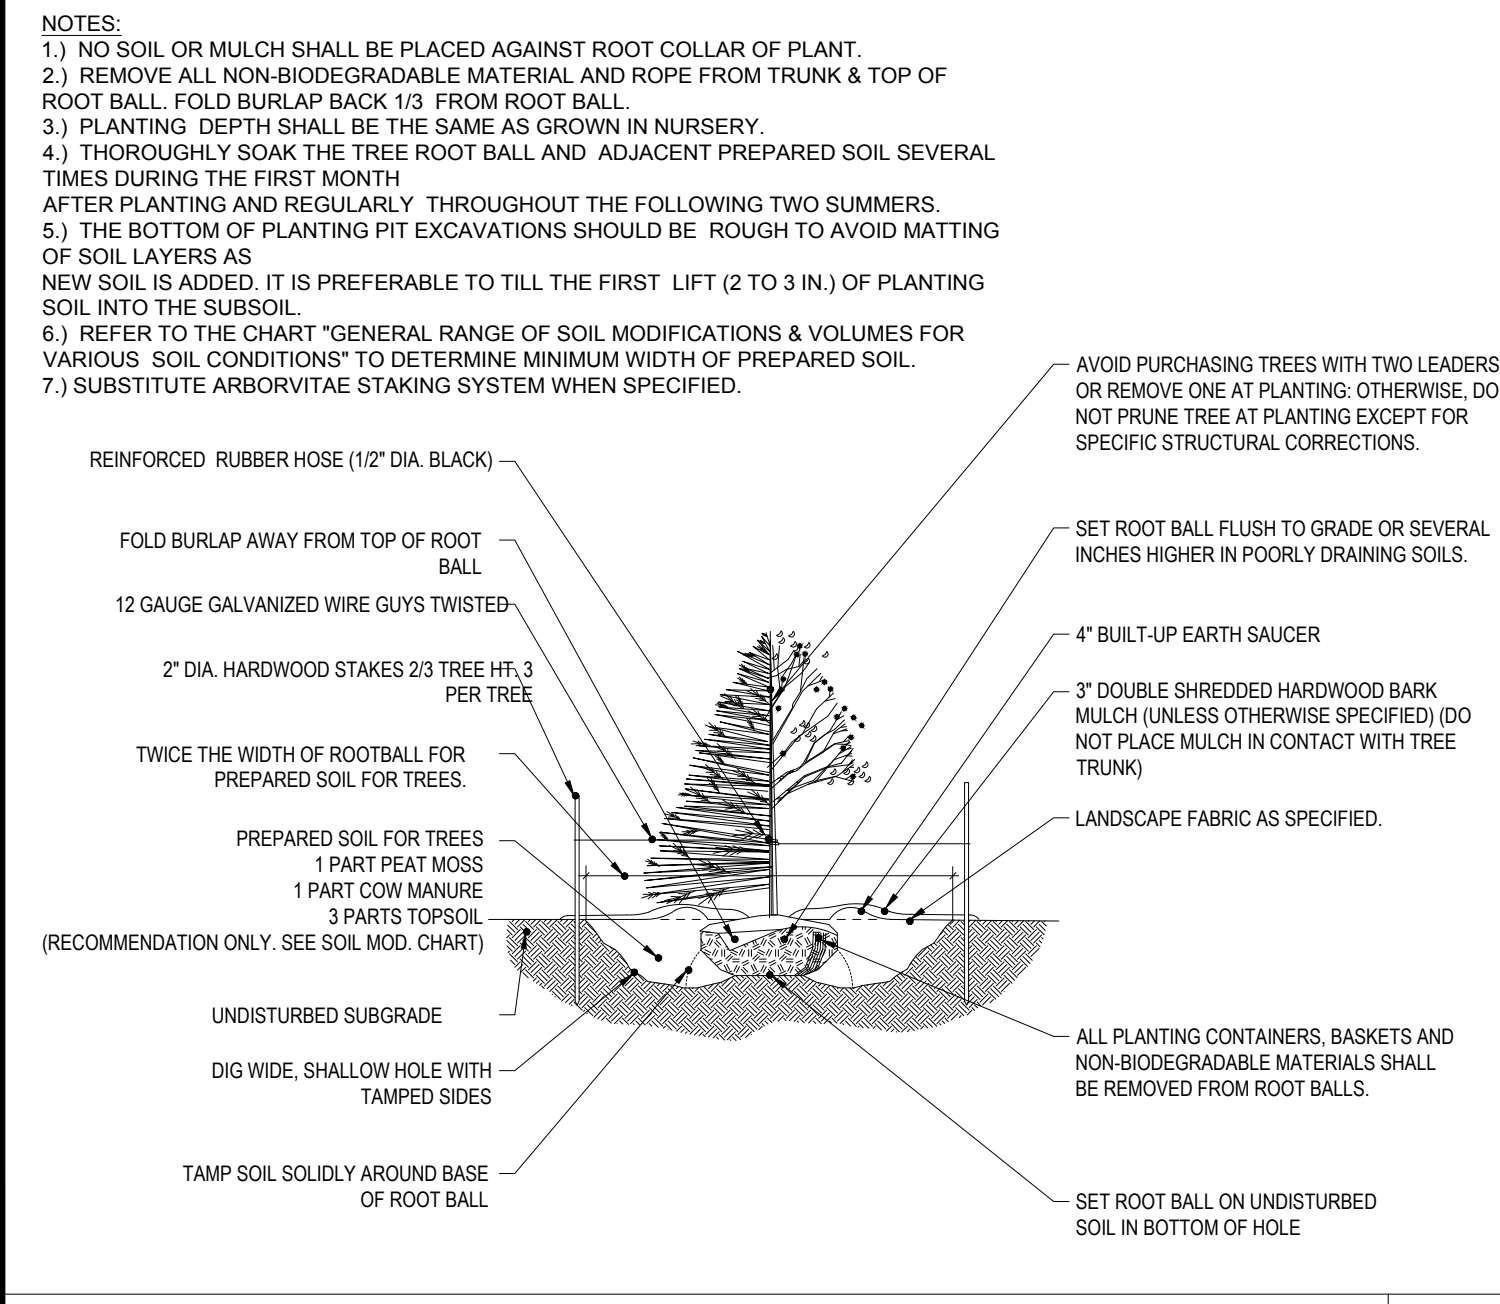 NOTES:
1.) NO SOIL OR MULCH SHALL BE PLACED AGAINST ROOT COLLAR OF PLANT.
2.) REMOVE ALL NON-BIODEGRADABLE MATERIAL AND ROPE FROM TRUNK & TOP OF
ROOT BALL. FOLD BURLAP BACK 1/3 FROM ROOT BALL.
3.) PLANTING DEPTH SHALL BE THE SAME AS GROWN IN NURSERY.
4.) THOROUGHLY SOAK THE TREE ROOT BALL AND ADJACENT PREPARED SOIL SEVERAL
TIMES DURING THE FIRST MONTH
AFTER PLANTING AND REGULARLY THROUGHOUT THE FOLLOWING TWO SUMMERS.
5.) THE BOTTOM OF PLANTING PIT EXCAVATIONS SHOULD BE ROUGH TO AVOID MATTING
OF SOIL LAYERS AS
NEW SOIL IS ADDED. IT IS PREFERABLE TO TILL THE FIRST LIFT (2 TO 3 IN.) OF PLANTING
SOIL INTO THE SUBSOIL.
6.) REFER TO THE CHART "GENERAL RANGE OF SOIL MODIFICATIONS & VOLUMES FOR
VARIOUS SOIL CONDITIONS" TO DETERMINE MINIMUM WIDTH OF PREPARED SOIL.
7.) SUBSTITUTE ARBORVITAE STAKING SYSTEM WHEN SPECIFIED.
REINFORCED RUBBER HOSE (1/2" DIA. BLACK)
FOLD BURLAP AWAY FROM TOP OF ROOT
BALL
12 GAUGE GALVANIZED WIRE GUYS TWISTED
2" DIA. HARDWOOD STAKES 2/3 TREE HT. 3
PER TREE
TWICE THE WIDTH OF ROOTBALL FOR
PREPARED SOIL FOR TREES.
PREPARED SOIL FOR TREES
1 PART PEAT MOSS
1 PART COW MANURE
3 PARTS TOPSOIL
(RECOMMENDATION ONLY. SEE SOIL MOD. CHART)
UNDISTURBED SUBGRADE
DIG WIDE, SHALLOW HOLE WITH
TAMPED SIDES
TAMP SOIL SOLIDLY AROUND BASE
OF ROOT BALL
AVOID PURCHASING TREES WITH TWO LEADERS
OR REMOVE ONE AT PLANTING: OTHERWISE, DO
NOT PRUNE TREE AT PLANTING EXCEPT FOR
SPECIFIC STRUCTURAL CORRECTIONS.
SET ROOT BALL FLUSH TO GRADE OR SEVERAL
INCHES HIGHER IN POORLY DRAINING SOILS.
4" BUILT-UP EARTH SAUCER
3" DOUBLE SHREDDED HARDWOOD BARK
MULCH (UNLESS OTHERWISE SPECIFIED) (DO
NOT PLACE MULCH IN CONTACT WITH TREE
TRUNK)
LANDSCAPE FABRIC AS SPECIFIED.
ALL PLANTING CONTAINERS, BASKETS AND
NON-BIODEGRADABLE MATERIALS SHALL
BE REMOVED FROM ROOT BALLS.
SET ROOT BALL ON UNDISTURBED
SOIL IN BOTTOM OF HOLE